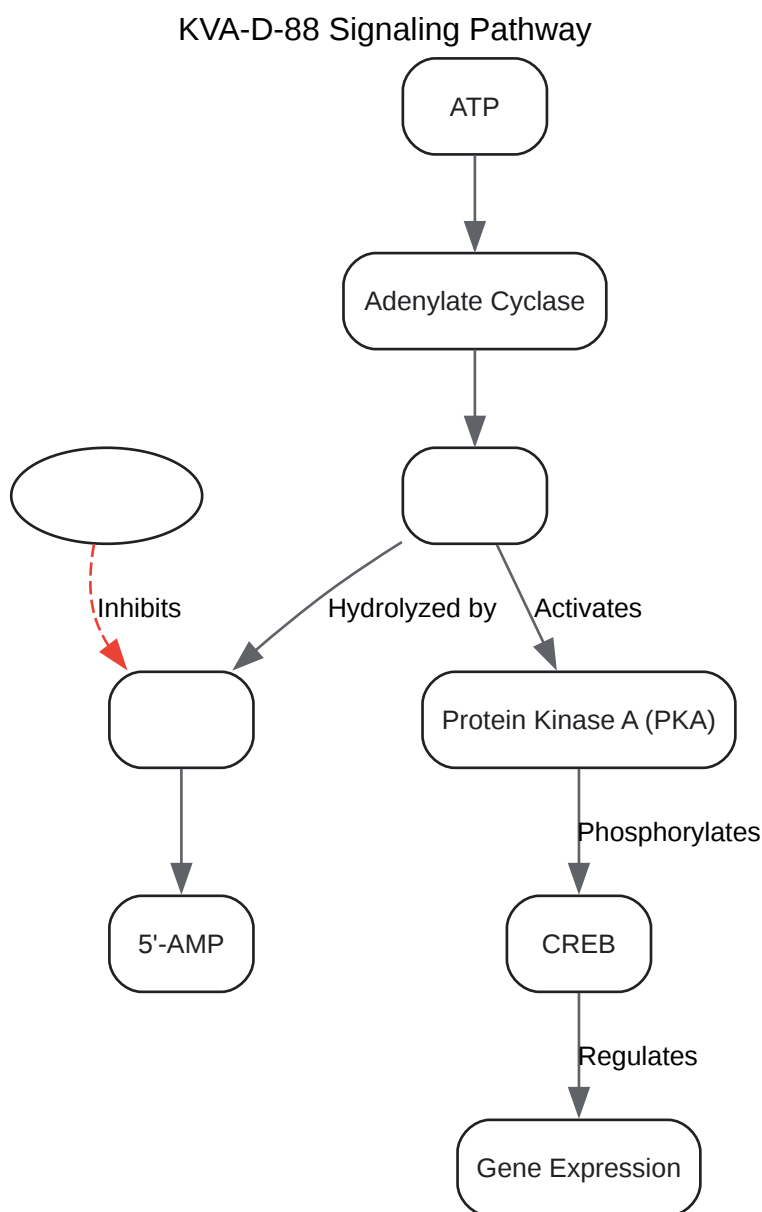 KVA-D-88 Signaling Pathway
ATP
Adenylate Cyclase
Inhibits
Hydrolyzed by
Activates
Protein Kinase A (PKA)
Phosphorylates
5'-AMP
CREB
Regulates
Gene Expression